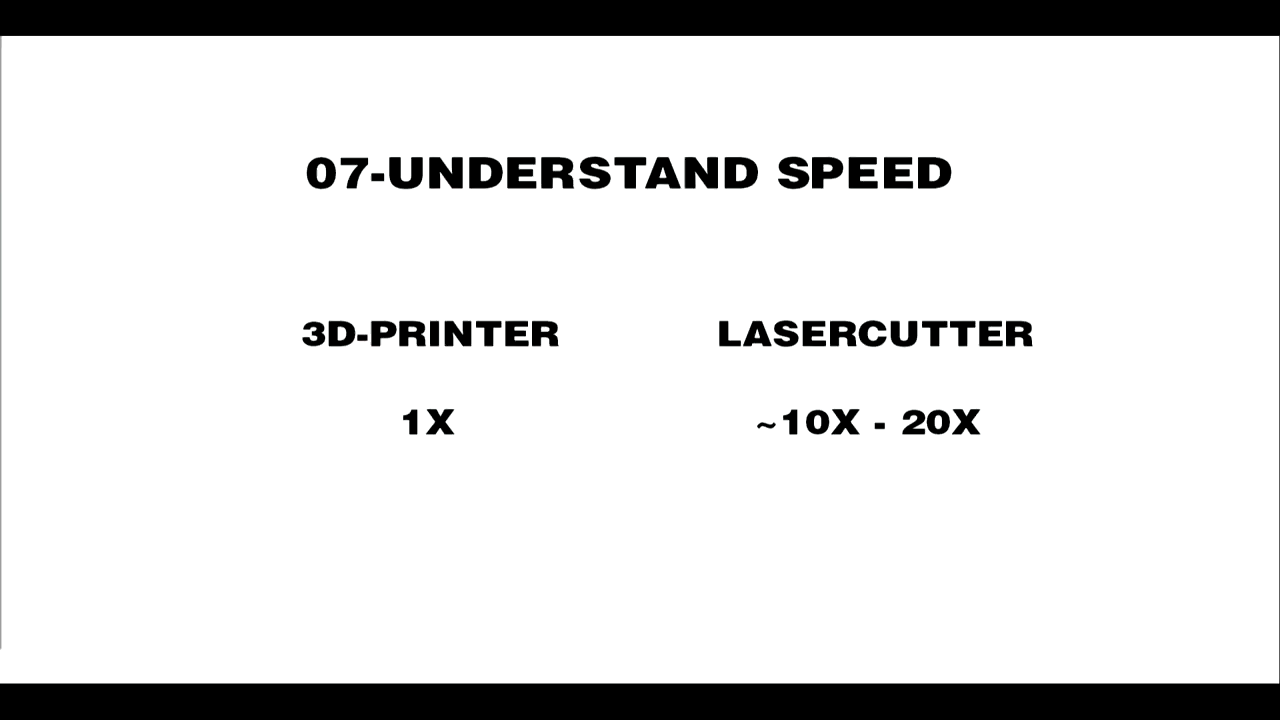 07-UNDERSTAND SPEED
3D-PRINTER LASERCUTTER
1X ~10X - 20X